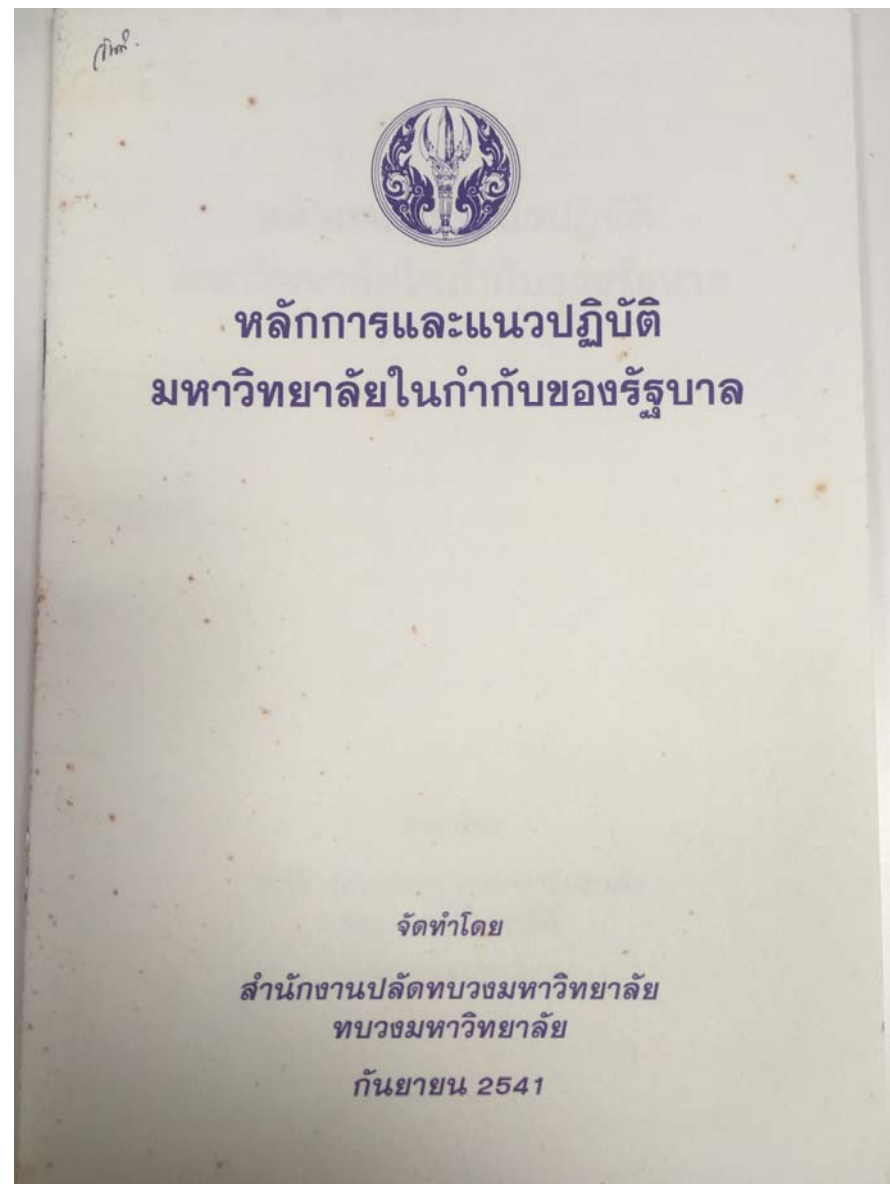 หลักการและแนวปฏิบัติ
มหาวิทยาลัยในกำกับของรัฐบาล
จัดทำโดย
สำนักงานปลัดทบวงมหาวิทยาลัย
ทบวงมหาวิทยาลัย
กันยายน 2541